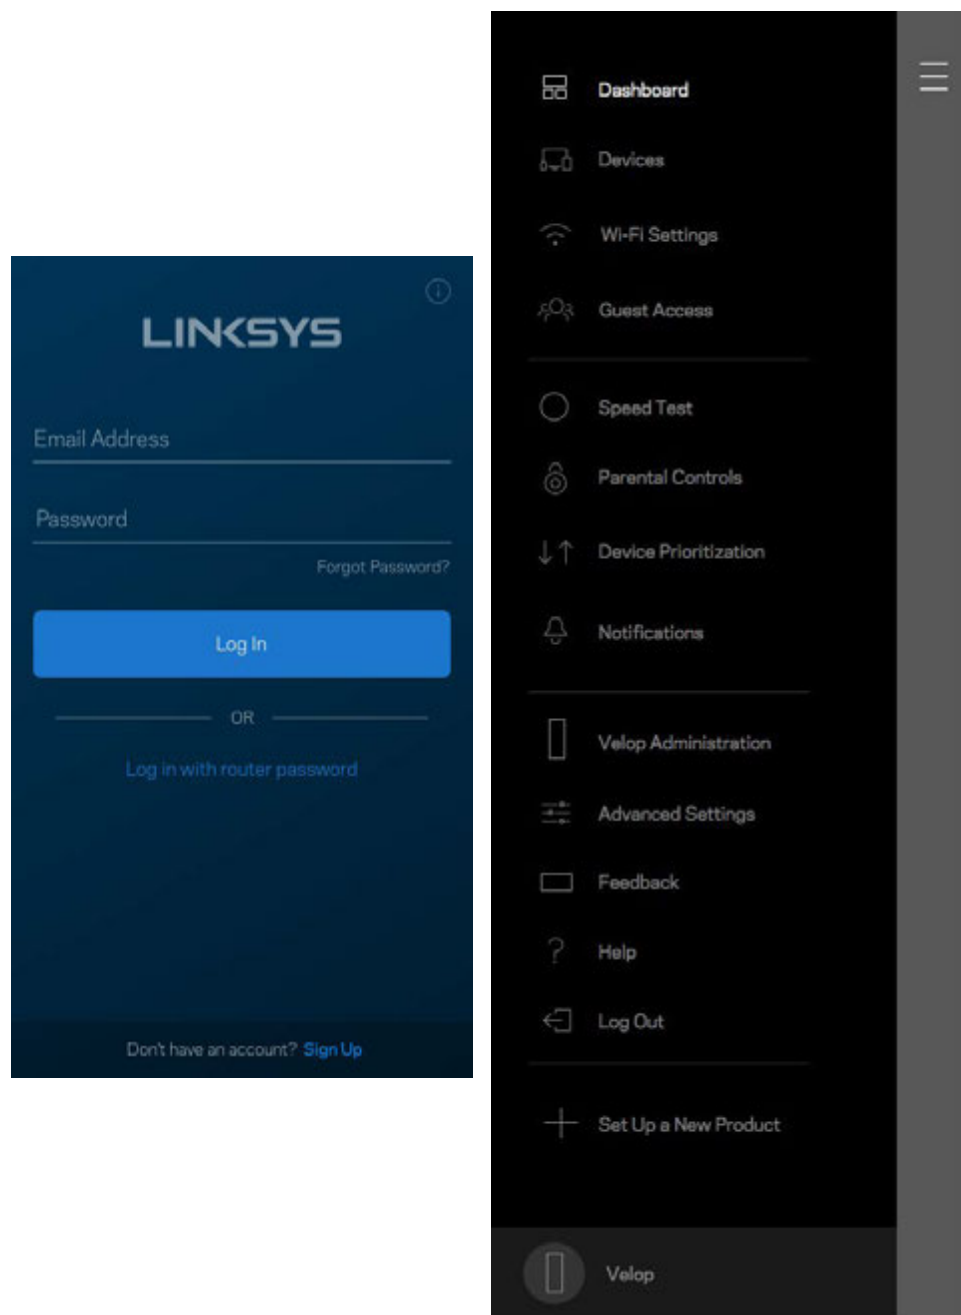 LINKSYS
Email Address
Password
Forgot Password?
Log In
OR
Log in with router password
Don't have an account? Sign Up
Dashboard
Devices
Wi-Fi Settings
Guest Access
Speed Test
Parental Controls
Device Prioritization
Notifications
Velop Administration
Advanced Settings
Feedback
Help
Log Out
Set Up a New Product
Velop